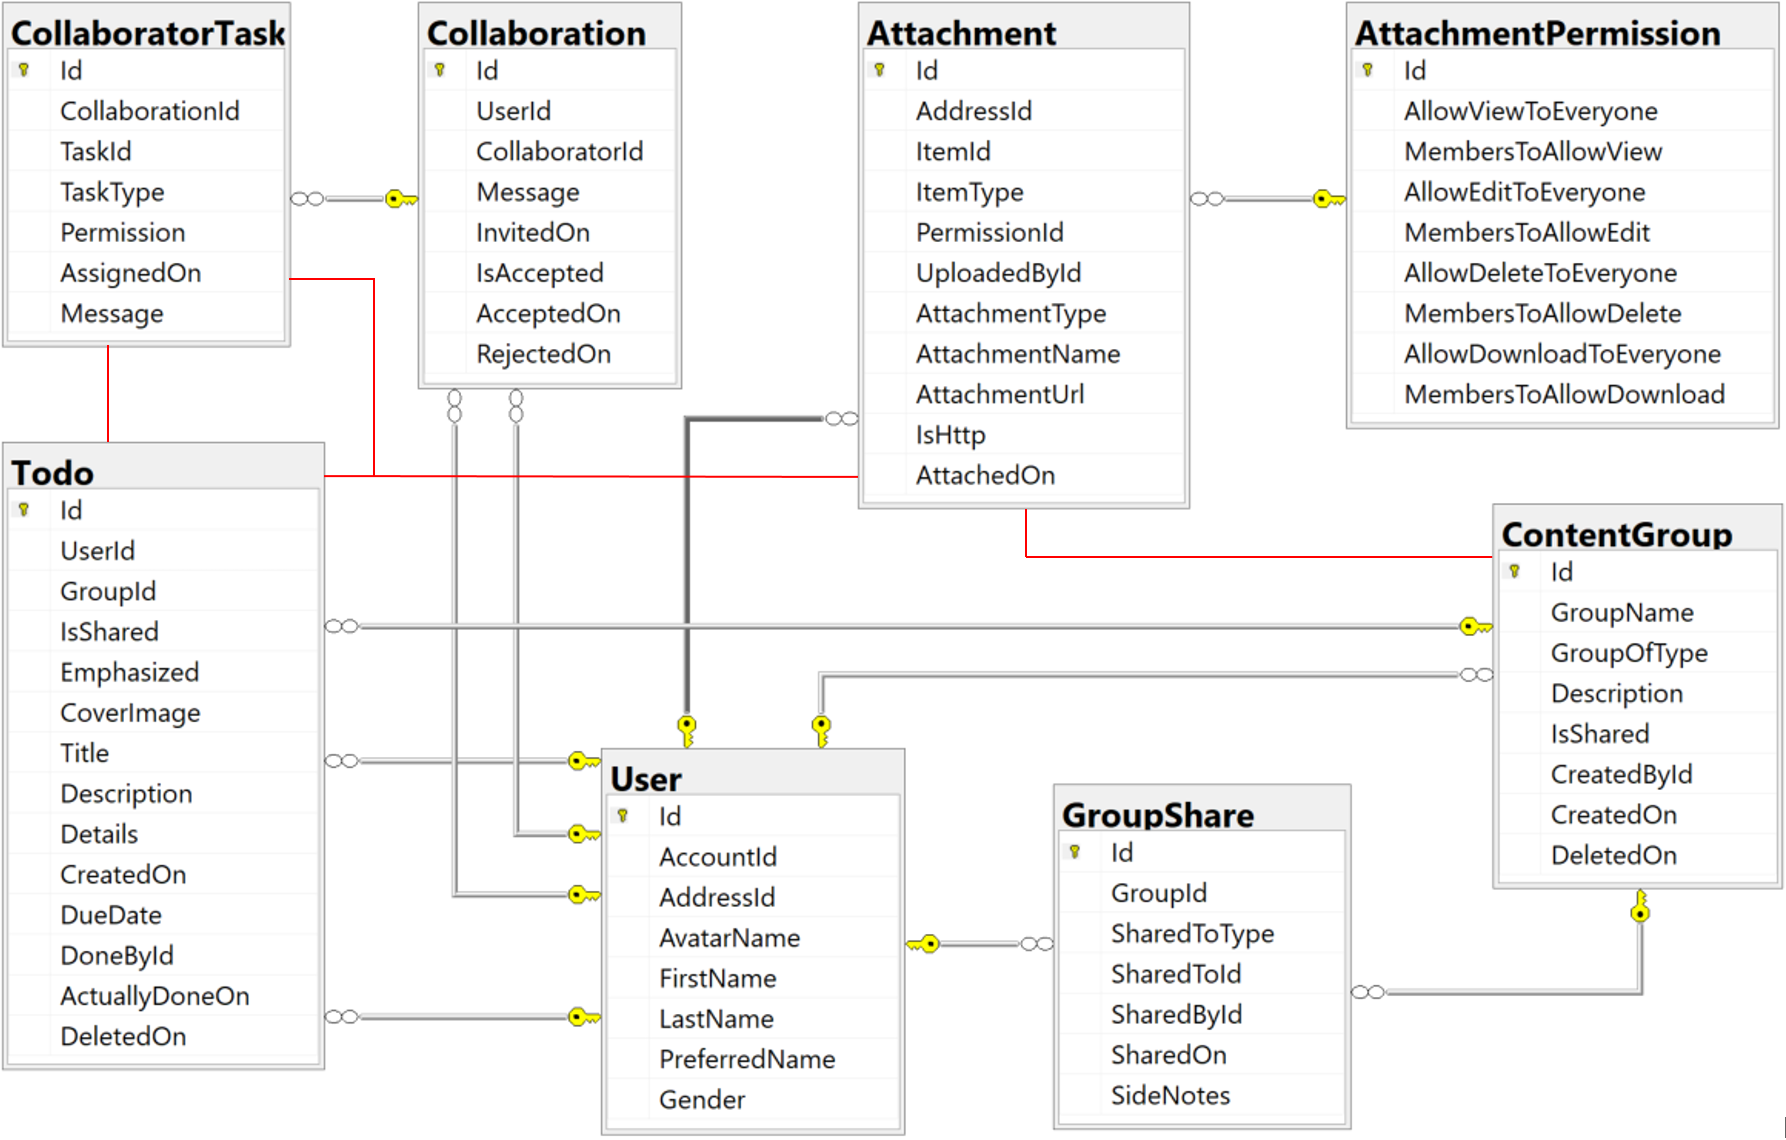 CollaboratorTask
Id
CollaborationId
TaskId
TaskType
Permission
AssignedOn
Message
Collaboration
Id
UserId
CollaboratorId
Message
InvitedOn
IsAccepted
AcceptedOn
RejectedOn
Attachment
Id
AddressId
ItemId
ItemType
PermissionId
UploadedById
AttachmentType
AttachmentName
AttachmentUrl
IsHttp
AttachedOn
AttachmentPermission
Id
AllowViewToEveryone
MembersToAllowView
AllowEditToEveryone
MembersToAllowEdit
AllowDeleteToEveryone
MembersToAllowDelete
AllowDownloadToEveryone
MembersToAllowDownload
Todo
Id
UserId
GroupId
IsShared
Emphasized
CoverImage
Title
Description
Details
CreatedOn
DueDate
DoneById
ActuallyDoneOn
DeletedOn
User
Id
AccountId
AddressId
AvatarName
FirstName
LastName
PreferredName
Gender
GroupShare
Id
GroupId
SharedToType
SharedToId
SharedById
SharedOn
SideNotes
ContentGroup
Id
GroupName
GroupOfType
Description
IsShared
CreatedById
CreatedOn
DeletedOn